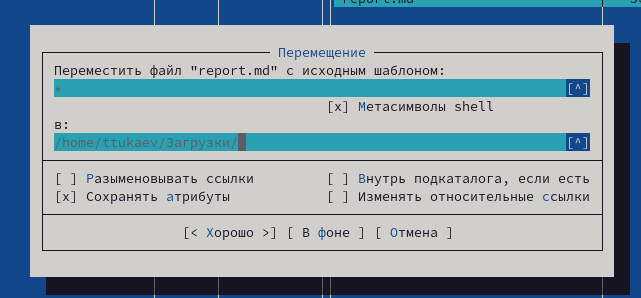 report.md
Перемещение
Переместить файл "report.md" с исходным шаблоном:
* [^]
[x] Метасимволы shell
в:
/home/ttukaev/Загрузки/ [^]
[ ] Разыменовывать ссылки [ ] Внутрь подкаталога, если есть
[x] Сохранять атрибуты [ ] Изменять относительные ссылки
[< Хорошо >] [ В фоне ] [ Отмена ]